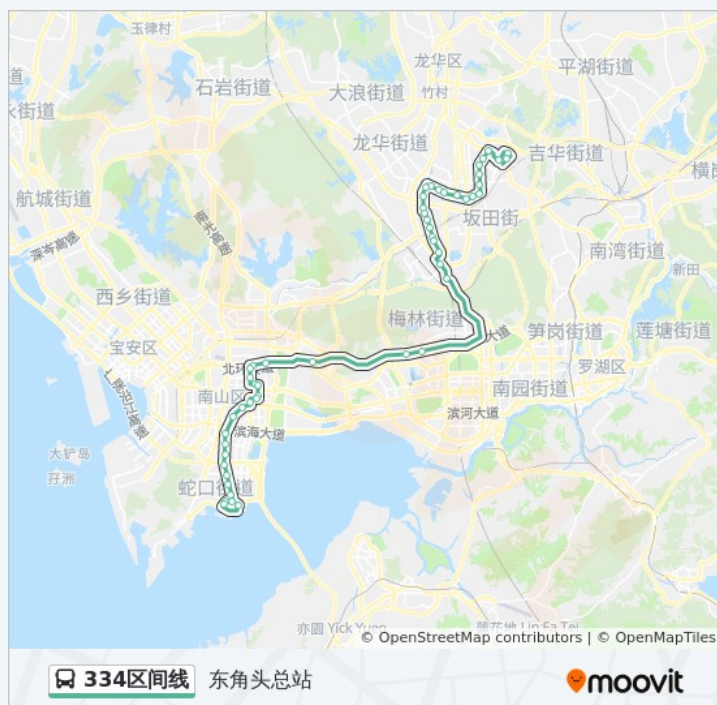 玉律村
龙华区
平湖街道
石岩街道
大浪街道
竹村
龙华街道
吉华街道
航城街道
坂田街
深岑高速
南湾街道
新田
西乡街道
梅林街道
大道
笋岗街道
莲塘街道
宝安区
罗湖区
北环
道
南山区
南园街道
滨河大道
滨海大道
大铲岛
孖洲
蛇口街道
亦園 Yick Yuen
© OpenStreetMap contributors | © OpenMapTiles
334区间线
东角头总站
moovit